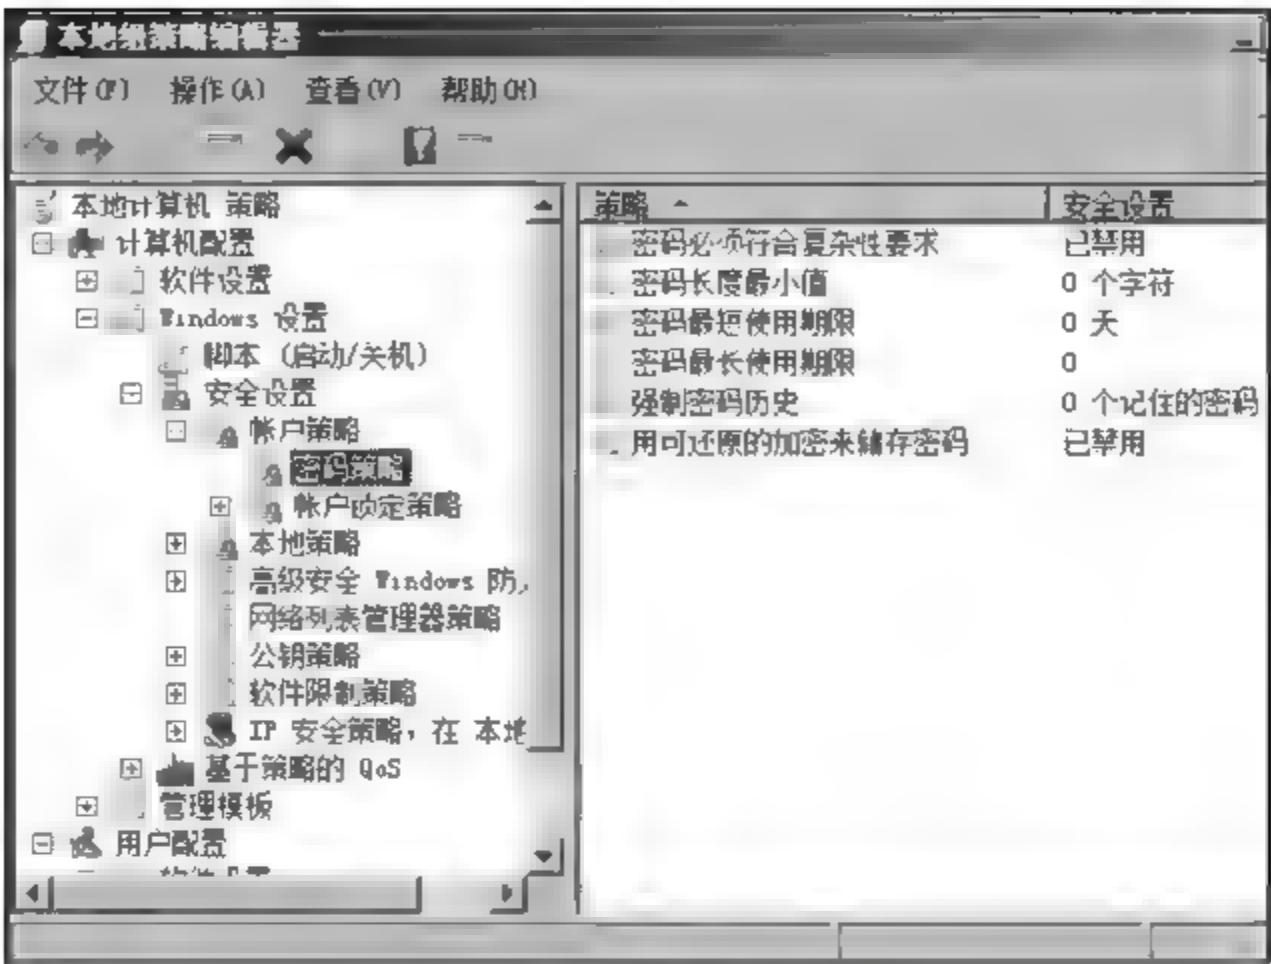 本地组策略编辑器
文件(F) 操作(A) 查看(V) 帮助(H)
本地计算机 策略
计算机配置
软件设置
Windows 设置
脚本 (启动/关机)
安全设置
帐户策略
密码策略
帐户锁定策略
本地策略
高级安全 Windows 防
网络列表管理器策略
公钥策略
软件限制策略
IP 安全策略，在 本地
基于策略的 QoS
管理模板
用户配置
软件设置
策略 安全设置
密码必须符合复杂性要求 已禁用
密码长度最小值 0 个字符
密码最短使用期限 0 天
密码最长使用期限 0
强制密码历史 0 个记住的密码
用可还原的加密来储存密码 已禁用